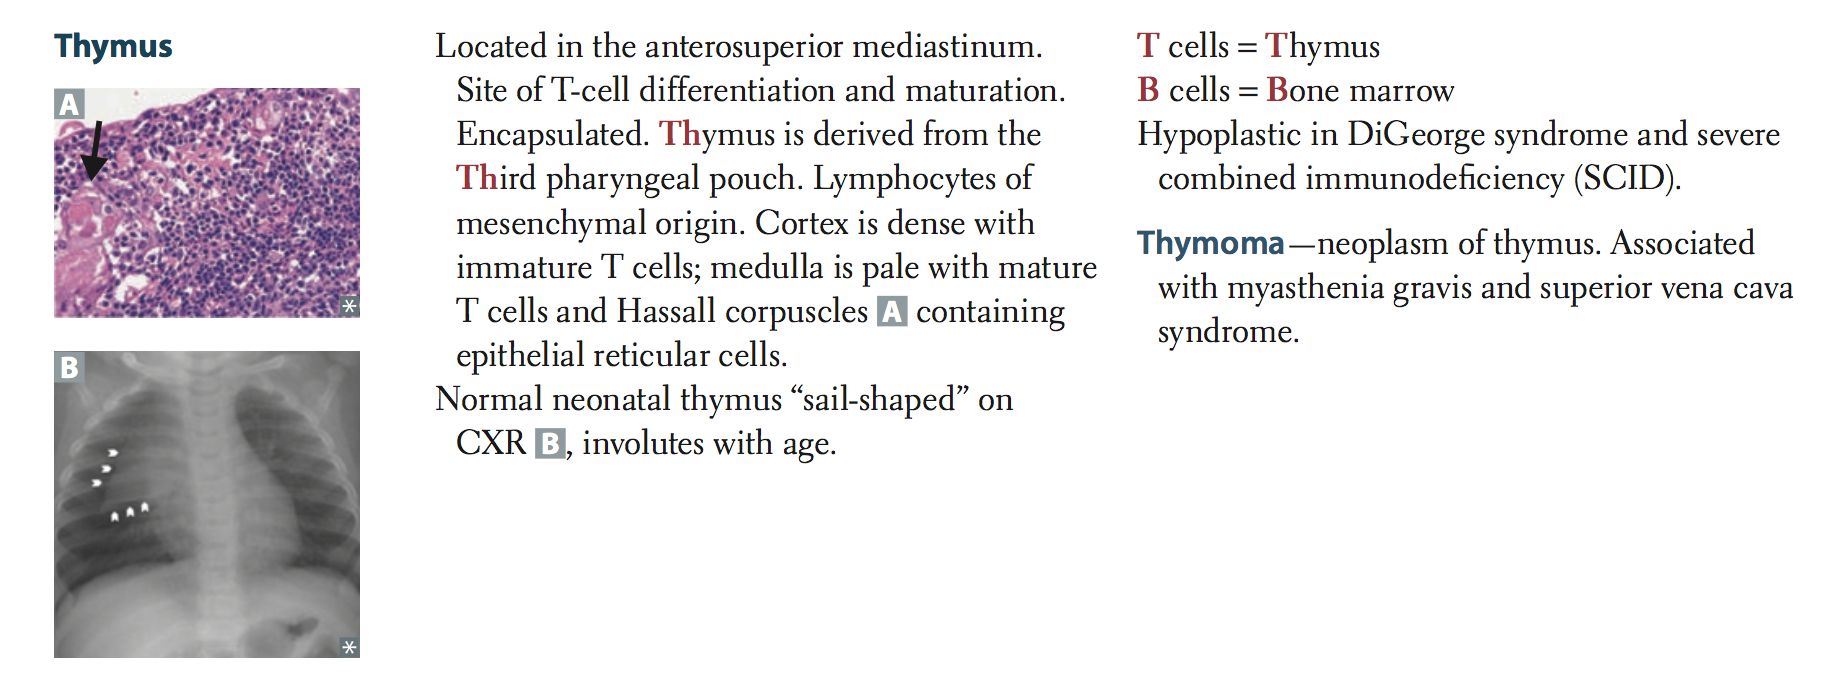 Thymus
A
*
B
*
Located in the anterosuperior mediastinum.
Site of T-cell differentiation and maturation.
Encapsulated. Thymus is derived from the
Third pharyngeal pouch. Lymphocytes of
mesenchymal origin. Cortex is dense with
immature T cells; medulla is pale with mature
T cells and Hassall corpuscles A containing
epithelial reticular cells.
Normal neonatal thymus “sail-shaped” on
CXR B, involutes with age.
T cells = Thymus
B cells = Bone marrow
Hypoplastic in DiGeorge syndrome and severe
combined immunodeficiency (SCID).
Thymoma—neoplasm of thymus. Associated
with myasthenia gravis and superior vena cava
syndrome.